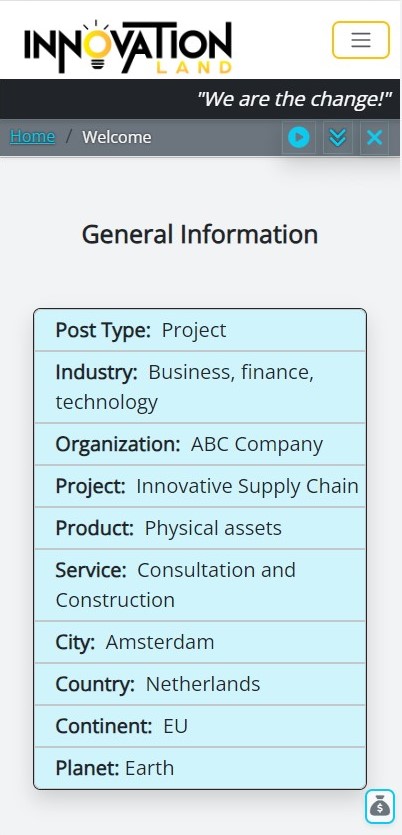 INNOVATION
LAND
"We are the change!"
Home / Welcome
General Information
Post Type: Project
Industry: Business, finance,
technology
Organization: ABC Company
Project: Innovative Supply Chain
Product: Physical assets
Service: Consultation and
Construction
City: Amsterdam
Country: Netherlands
Continent: EU
Planet: Earth
$